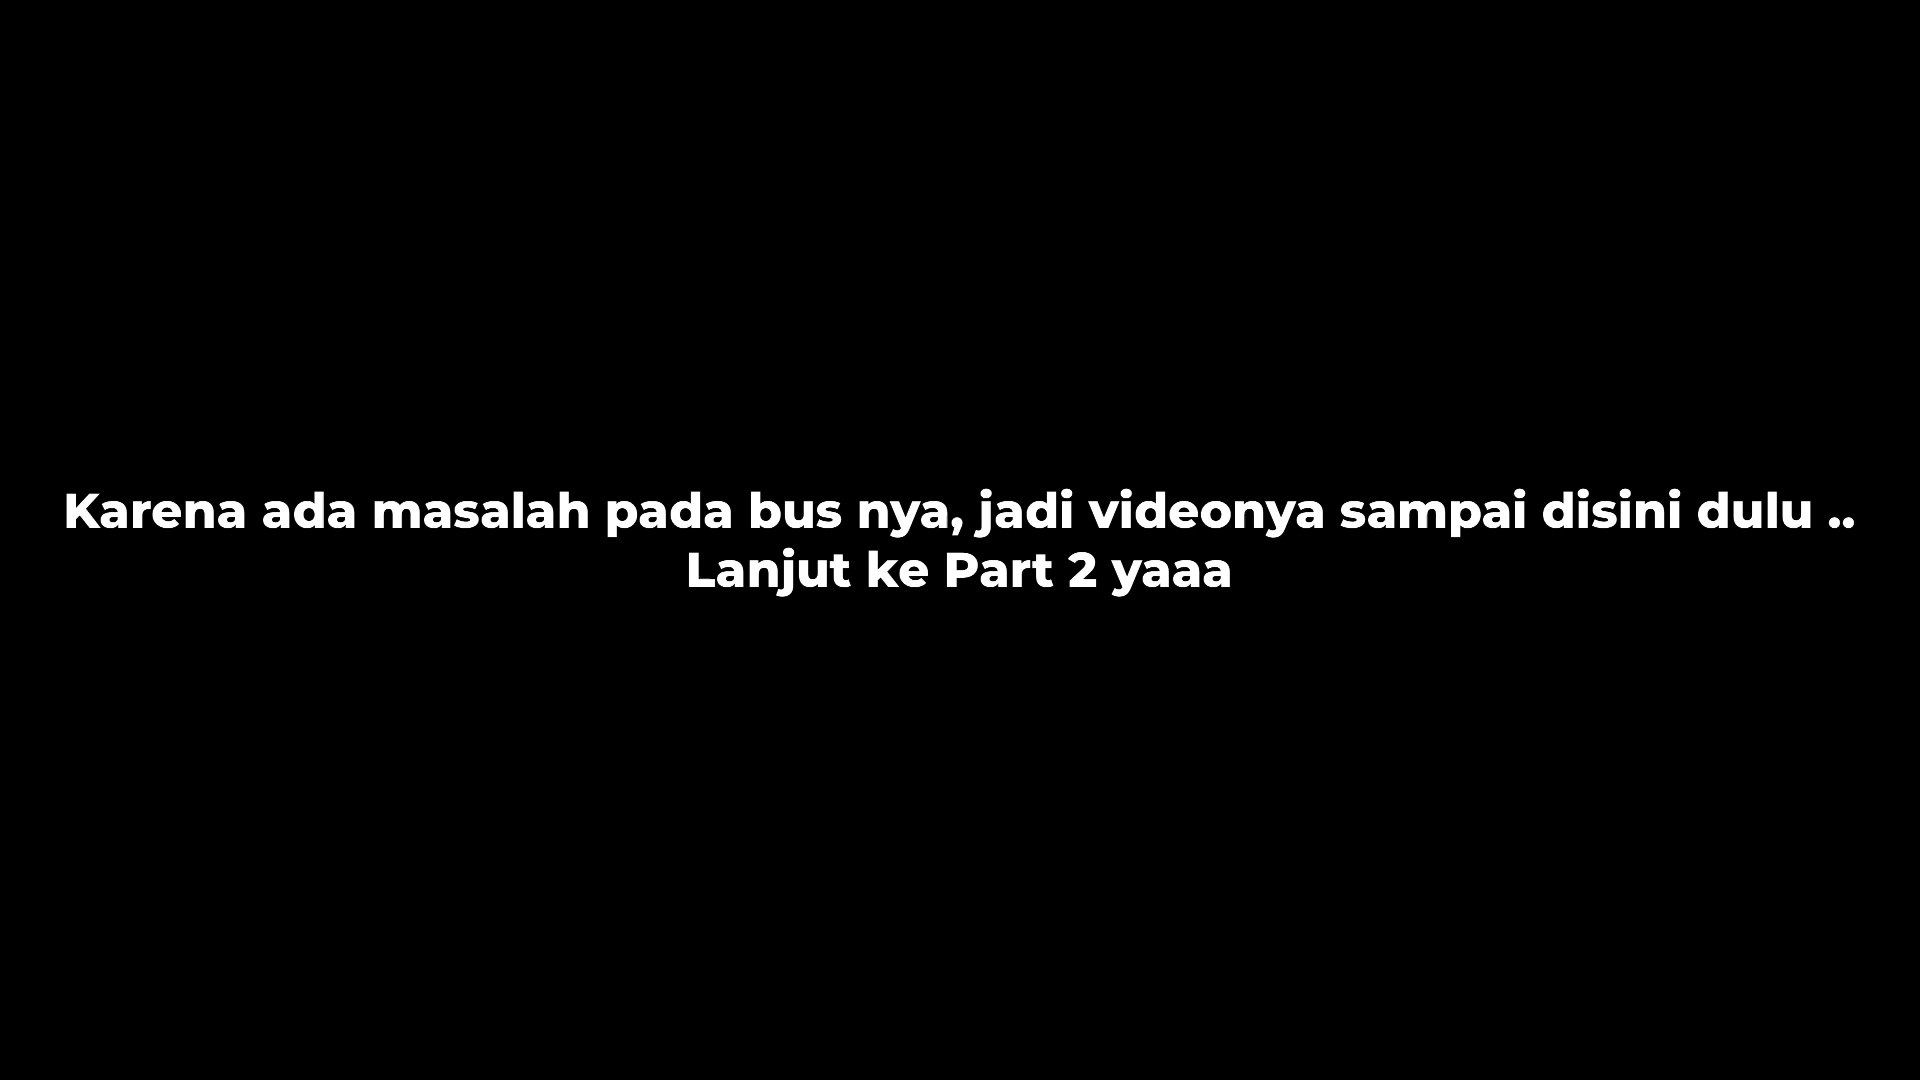 Karena ada masalah pada bus nya, jadi videonya sampai disini dulu ..
Lanjut ke Part 2 yaaa